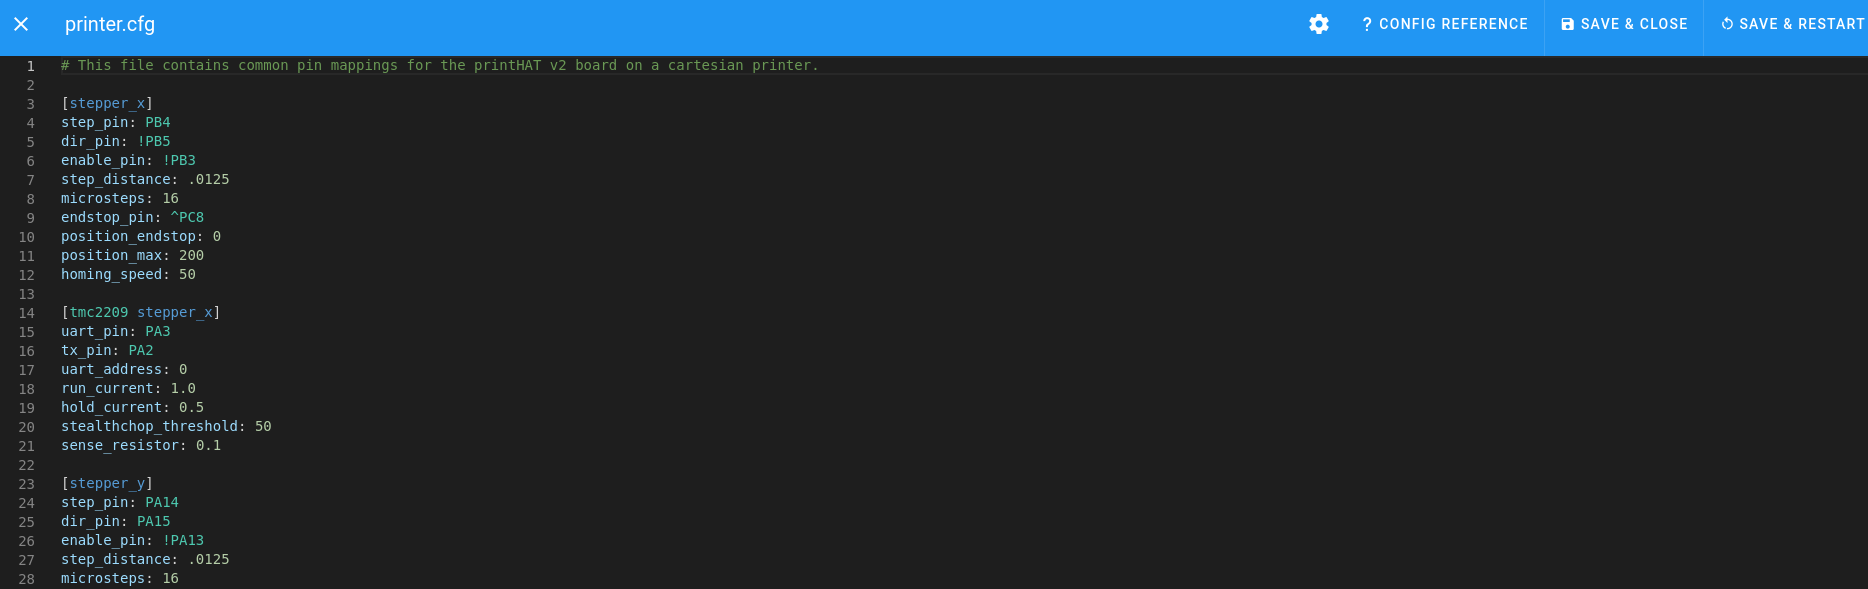 printer.cfg
? CONFIG REFERENCE
SAVE & CLOSE
SAVE & RESTART
1 # This file contains common pin mappings for the printHAT v2 board on a cartesian printer.
2
3 [stepper_x]
4 step_pin: PB4
5 dir_pin: !PB5
6 enable_pin: !PB3
7 step_distance: .0125
8 microsteps: 16
9 endstop_pin: ^PC8
10 position_endstop: 0
11 position_max: 200
12 homing_speed: 50
13
14 [tmc2209 stepper_x]
15 uart_pin: PA3
16 tx_pin: PA2
17 uart_address: 0
18 run_current: 1.0
19 hold_current: 0.5
20 stealthchop_threshold: 50
21 sense_resistor: 0.1
22
23 [stepper_y]
24 step_pin: PA14
25 dir_pin: PA15
26 enable_pin: !PA13
27 step_distance: .0125
28 microsteps: 16